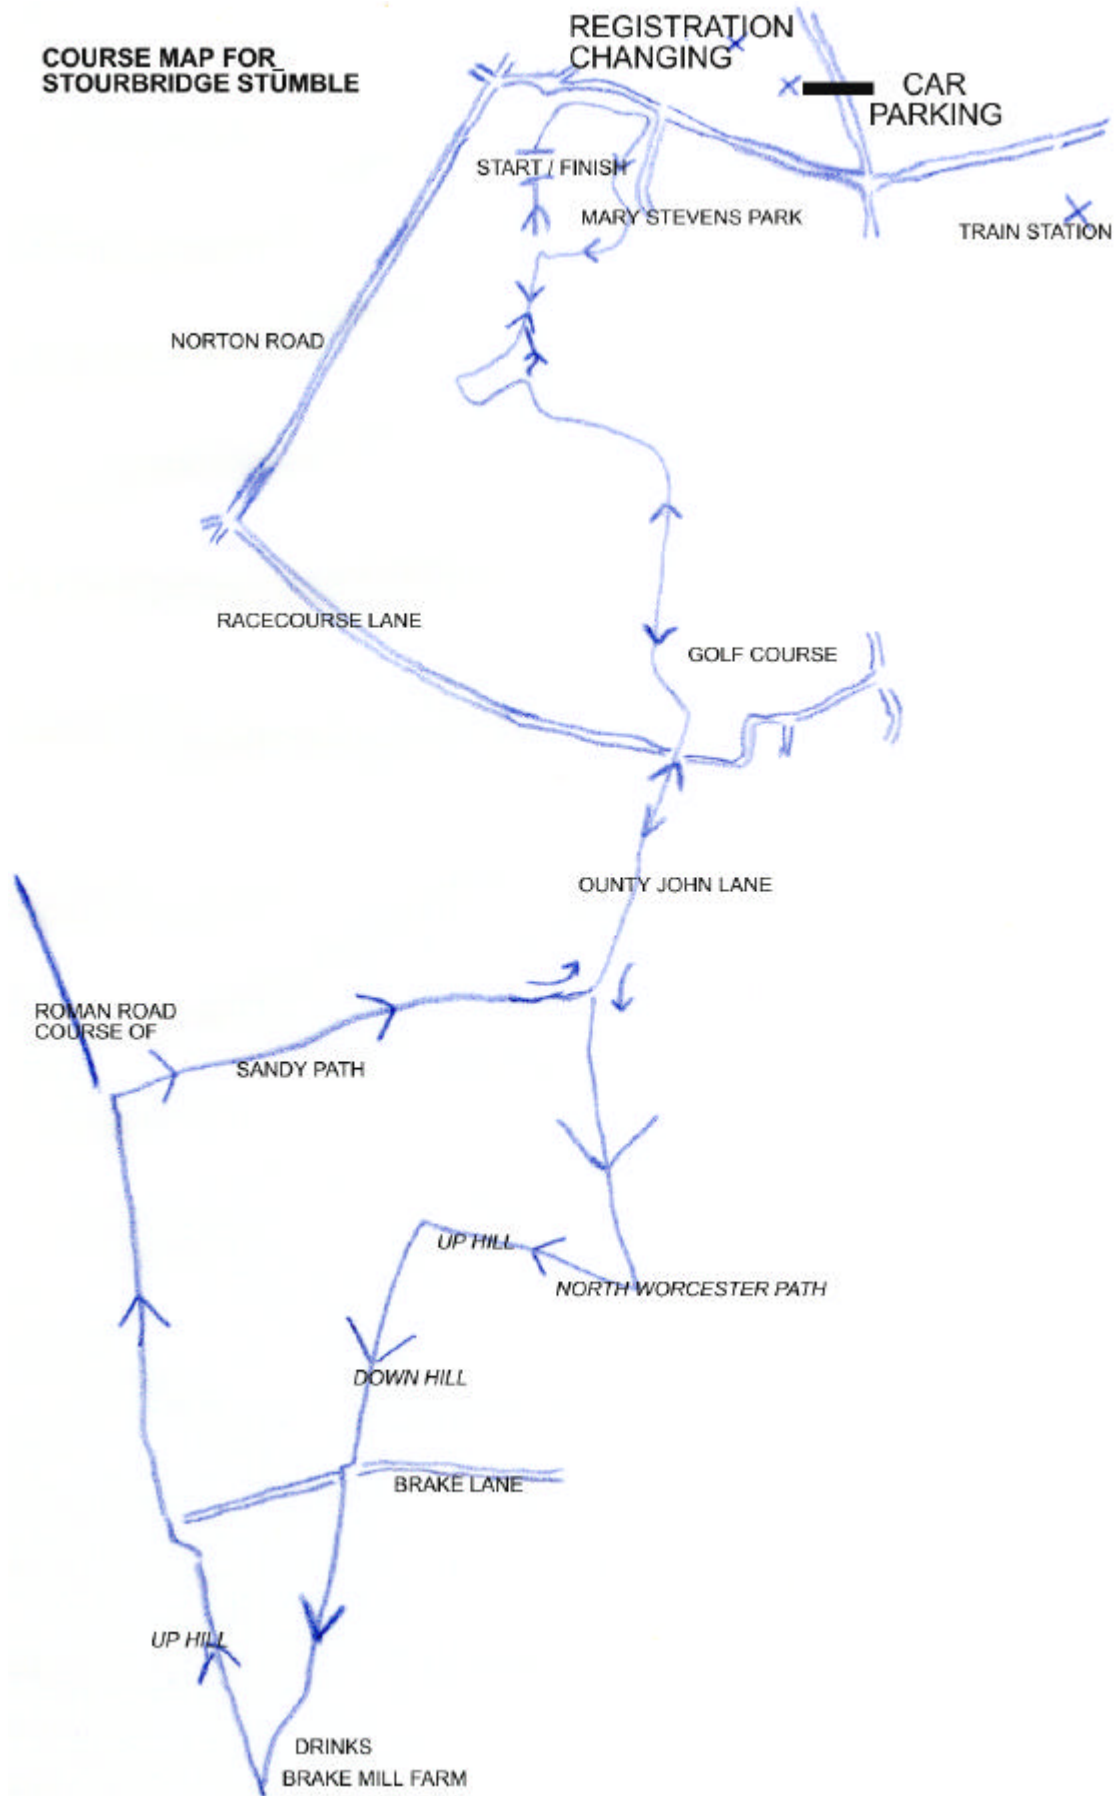 COURSE MAP FOR
STOURBRIDGE STUMBLE
REGISTRATION
CHANGING
CAR
PARKING
START / FINISH
MARY STEVENS PARK
TRAIN STATION
NORTON ROAD
RACECOURSE LANE
GOLF COURSE
OUNTY JOHN LANE
ROMAN ROAD
COURSE OF
SANDY PATH
UP HILL
NORTH WORCESTER PATH
DOWN HILL
BRAKE LANE
UP HILL
DRINKS
BRAKE MILL FARM